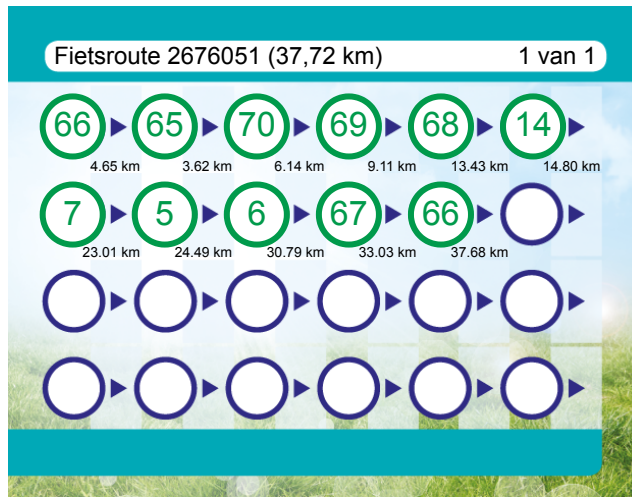 Fietsroute 2676051 (37,72 km) 1 van 1
66 65 70 69 68 14
4.65 km 3.62 km 6.14 km 9.11 km 13.43 km 14.80 km
7 5 6 67 66
23.01 km 24.49 km 30.79 km 33.03 km 37.68 km